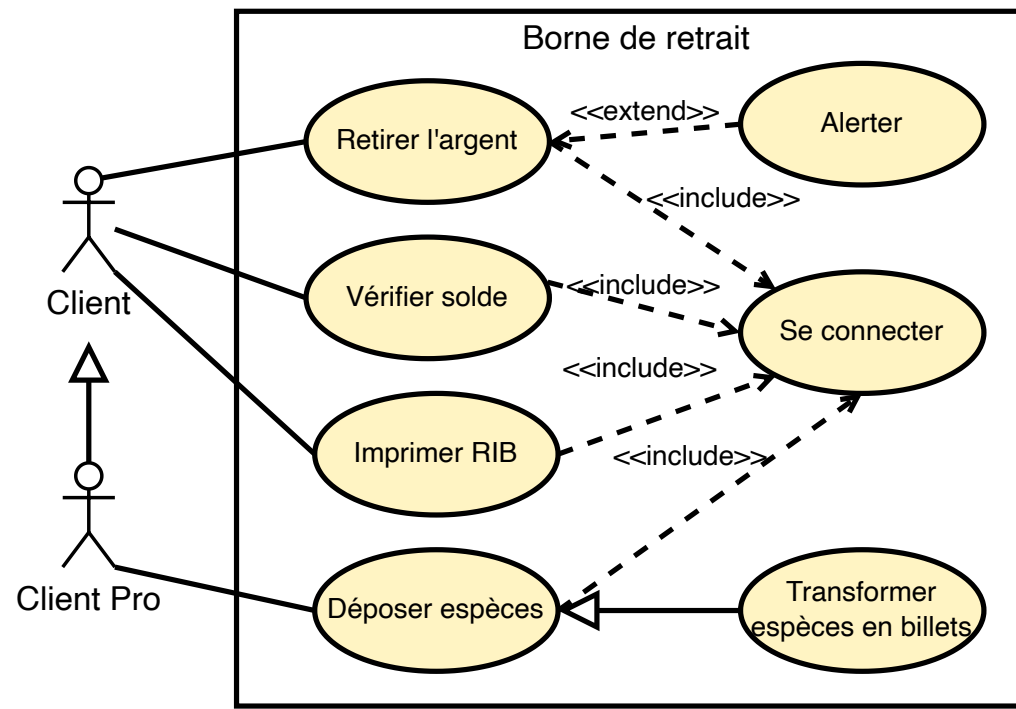 Borne de retrait
Retirer l'argent
<<extend>>
Alerter
<<include>>
Client
Vérifier solde
<<include>>
Se connecter
<<include>>
Imprimer RIB
<<include>>
Client Pro
Déposer espèces
Transformer
espèces en billets